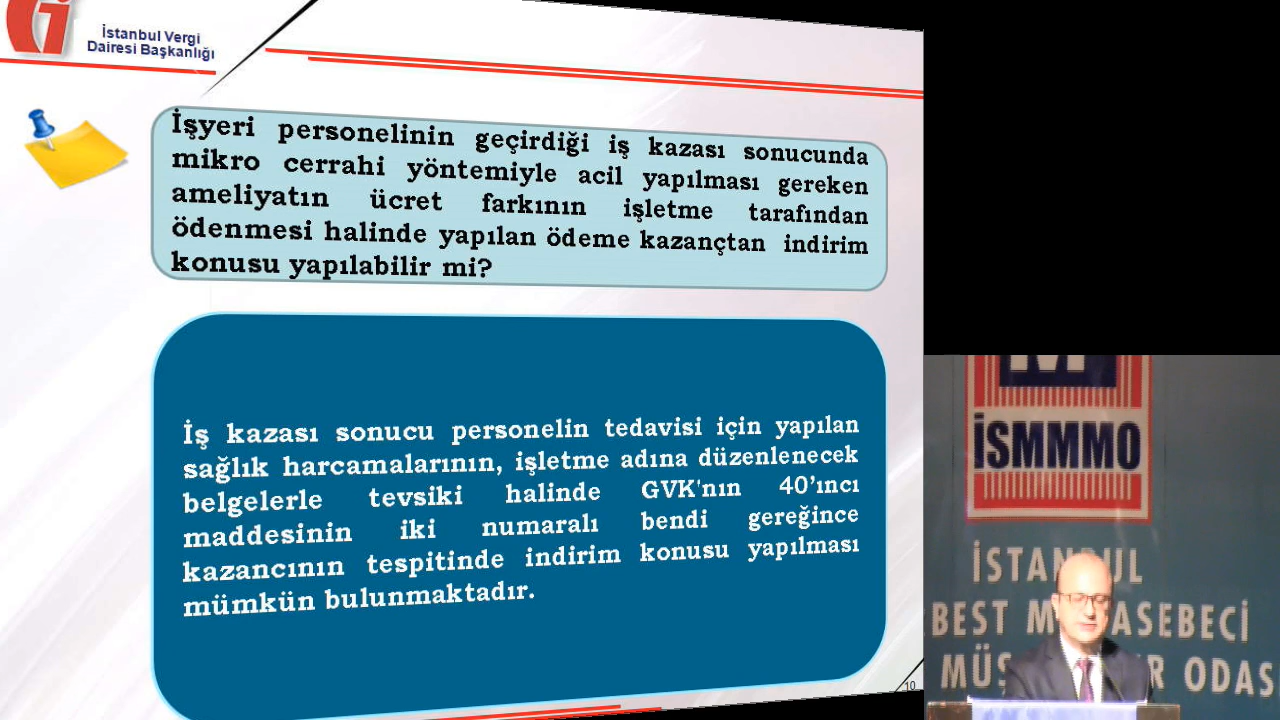 İstanbul Vergi
Dairesi Başkanlığı
İşyeri personelinin geçirdiği iş kazası sonucunda
mikro cerrahi yöntemiyle acil yapılması gereken
ameliyatın ücret farkının işletme tarafından
ödenmesi halinde yapılan ödeme kazançtan indirim
konusu yapılabilir mi?
İş kazası sonucu personelin tedavisi için yapılan
sağlık harcamalarının, işletme adına düzenlenecek
belgelerle tevsiki halinde GVK'nın 40’ıncı
maddesinin iki numaralı bendi gereğince
kazancının tespitinde indirim konusu yapılması
mümkün bulunmaktadır.
10
M
İSMMMO
İSTANBUL
BEST M ASEBECİ
MÜŞ R ODAS